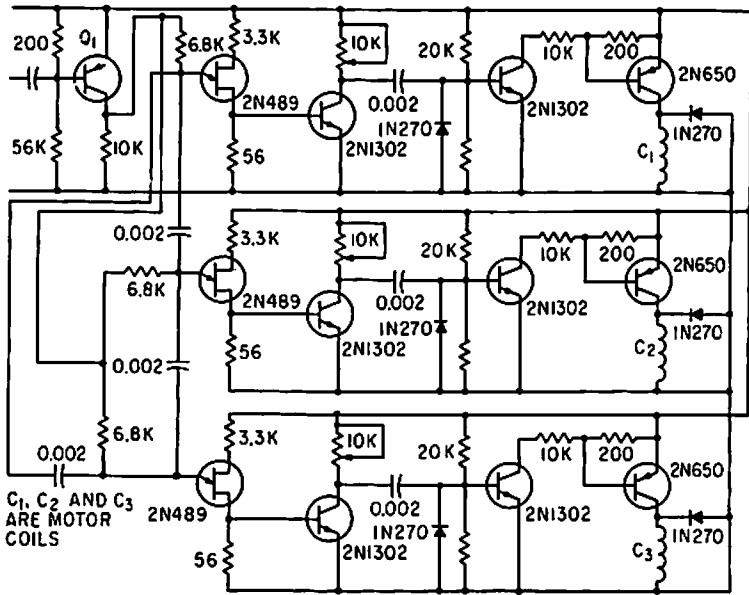 200
Q1
6.8K
3.3K
10K
20K
10K
200
2N650
2N489
0.002
1N270
2N1302
1N270
56K
10K
56
2N1302
C1
0.002
3.3K
10K
20K
10K
200
2N650
6.8K
2N489
0.002
1N270
2N1302
1N270
0.002
56
2N1302
C2
6.8K
3.3K
10K
20K
10K
200
2N650
0.002
2N489
0.002
1N270
2N1302
1N270
56
2N1302
C3
C1, C2 AND C3
ARE MOTOR
COILS